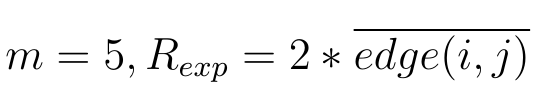 $m = 5, R_{exp} = 2 * \overline{edge(i, j)}$